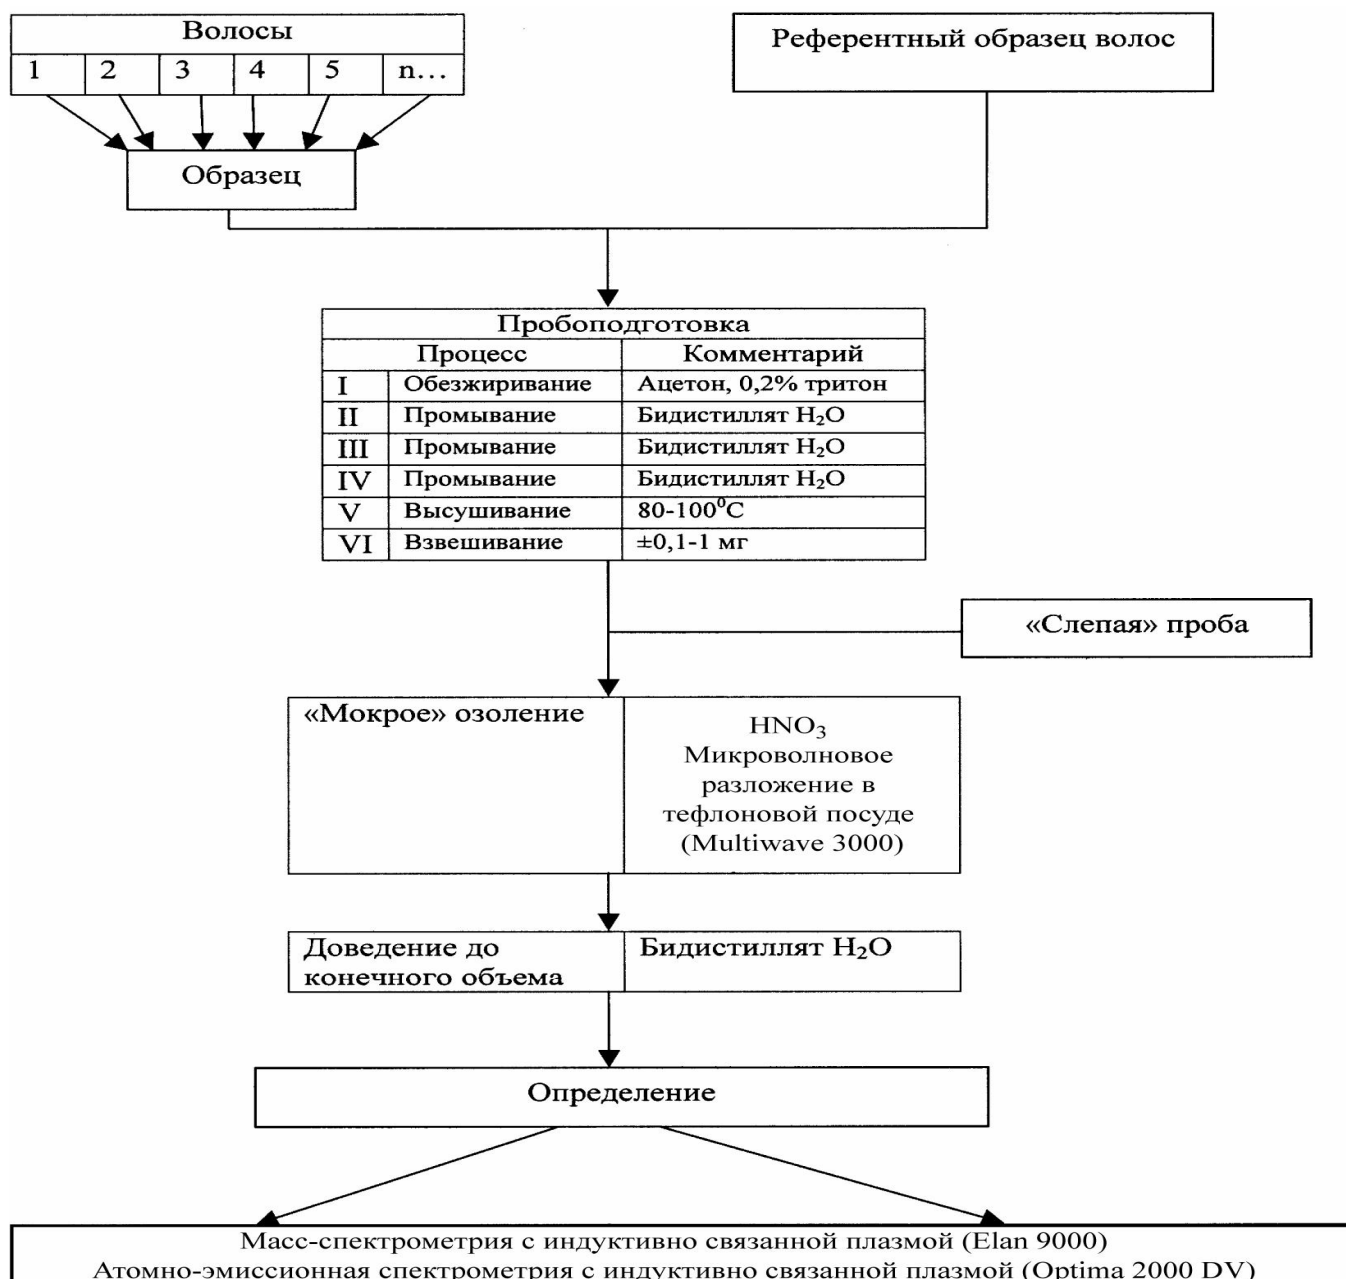 Волосы
1 2 3 4 5 n...
Образец
Референтный образец волос
Пробоподготовка
Процесс Комментарий
I Обезжиривание Ацетон, 0,2% тритон
II Промывание Бидистиллят H₂O
III Промывание Бидистиллят H₂O
IV Промывание Бидистиллят H₂O
V Высушивание 80-100⁰C
VI Взвешивание ±0,1-1 мг
«Слепая» проба
«Мокрое» озоление
HNO₃
Микроволновое
разложение в
тефлоновой посуде
(Multiwave 3000)
Доведение до
конечного объема
Бидистиллят H₂O
Определение
Масс-спектрометрия с индуктивно связанной плазмой (Elan 9000)
Атомно-эмиссионная спектрометрия с индуктивно связанной плазмой (Optima 2000 DV)